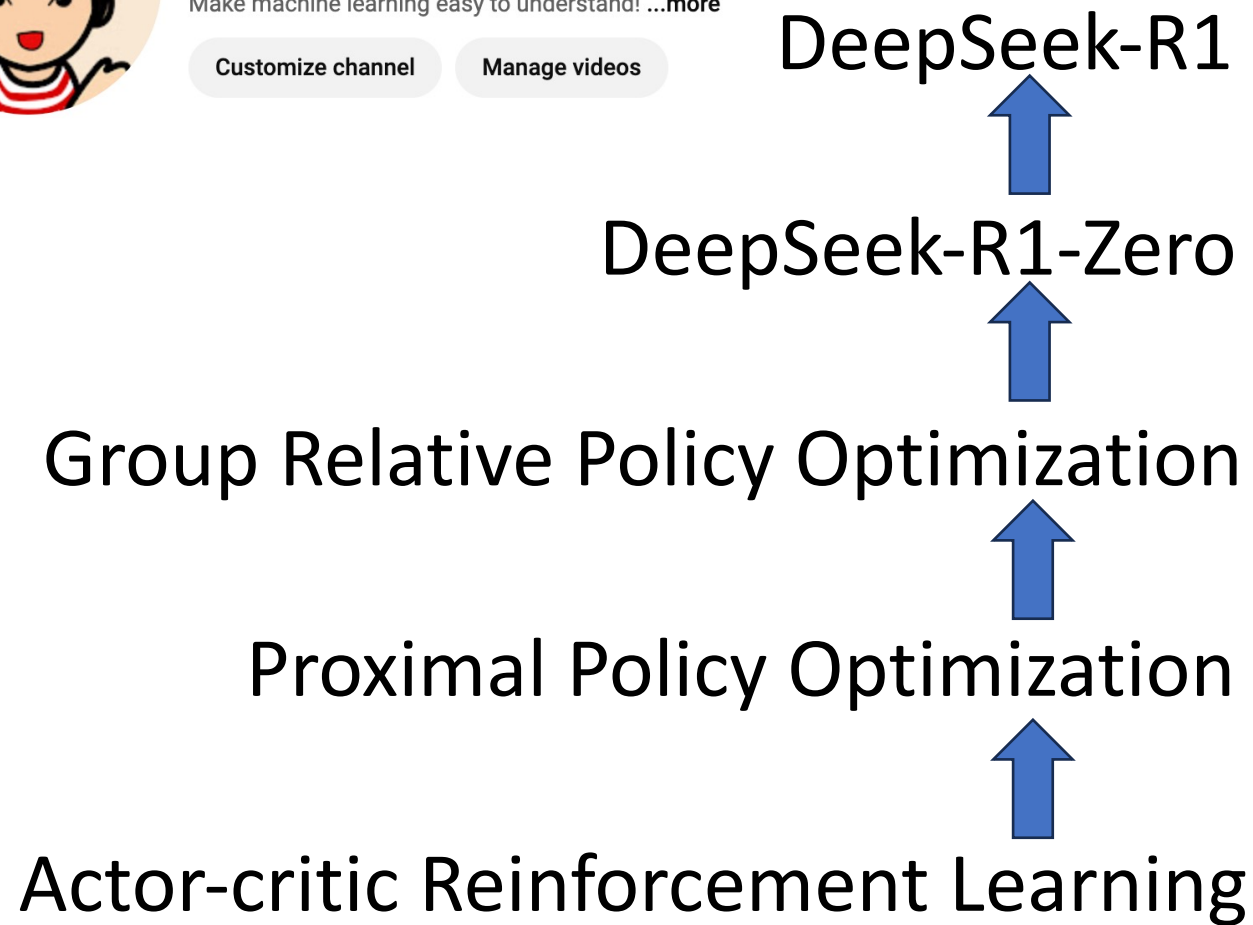 Make machine learning easy to understand! ...more
Customize channel
Manage videos
DeepSeek-R1
DeepSeek-R1-Zero
Group Relative Policy Optimization
Proximal Policy Optimization
Actor-critic Reinforcement Learning